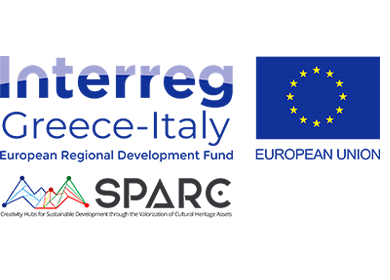 Interreg
Greece-Italy
European Regional Development Fund
EUROPEAN UNION
SPARC
Creativity Hubs for Sustainable Development through the Valorization of Cultural Heritage Assets